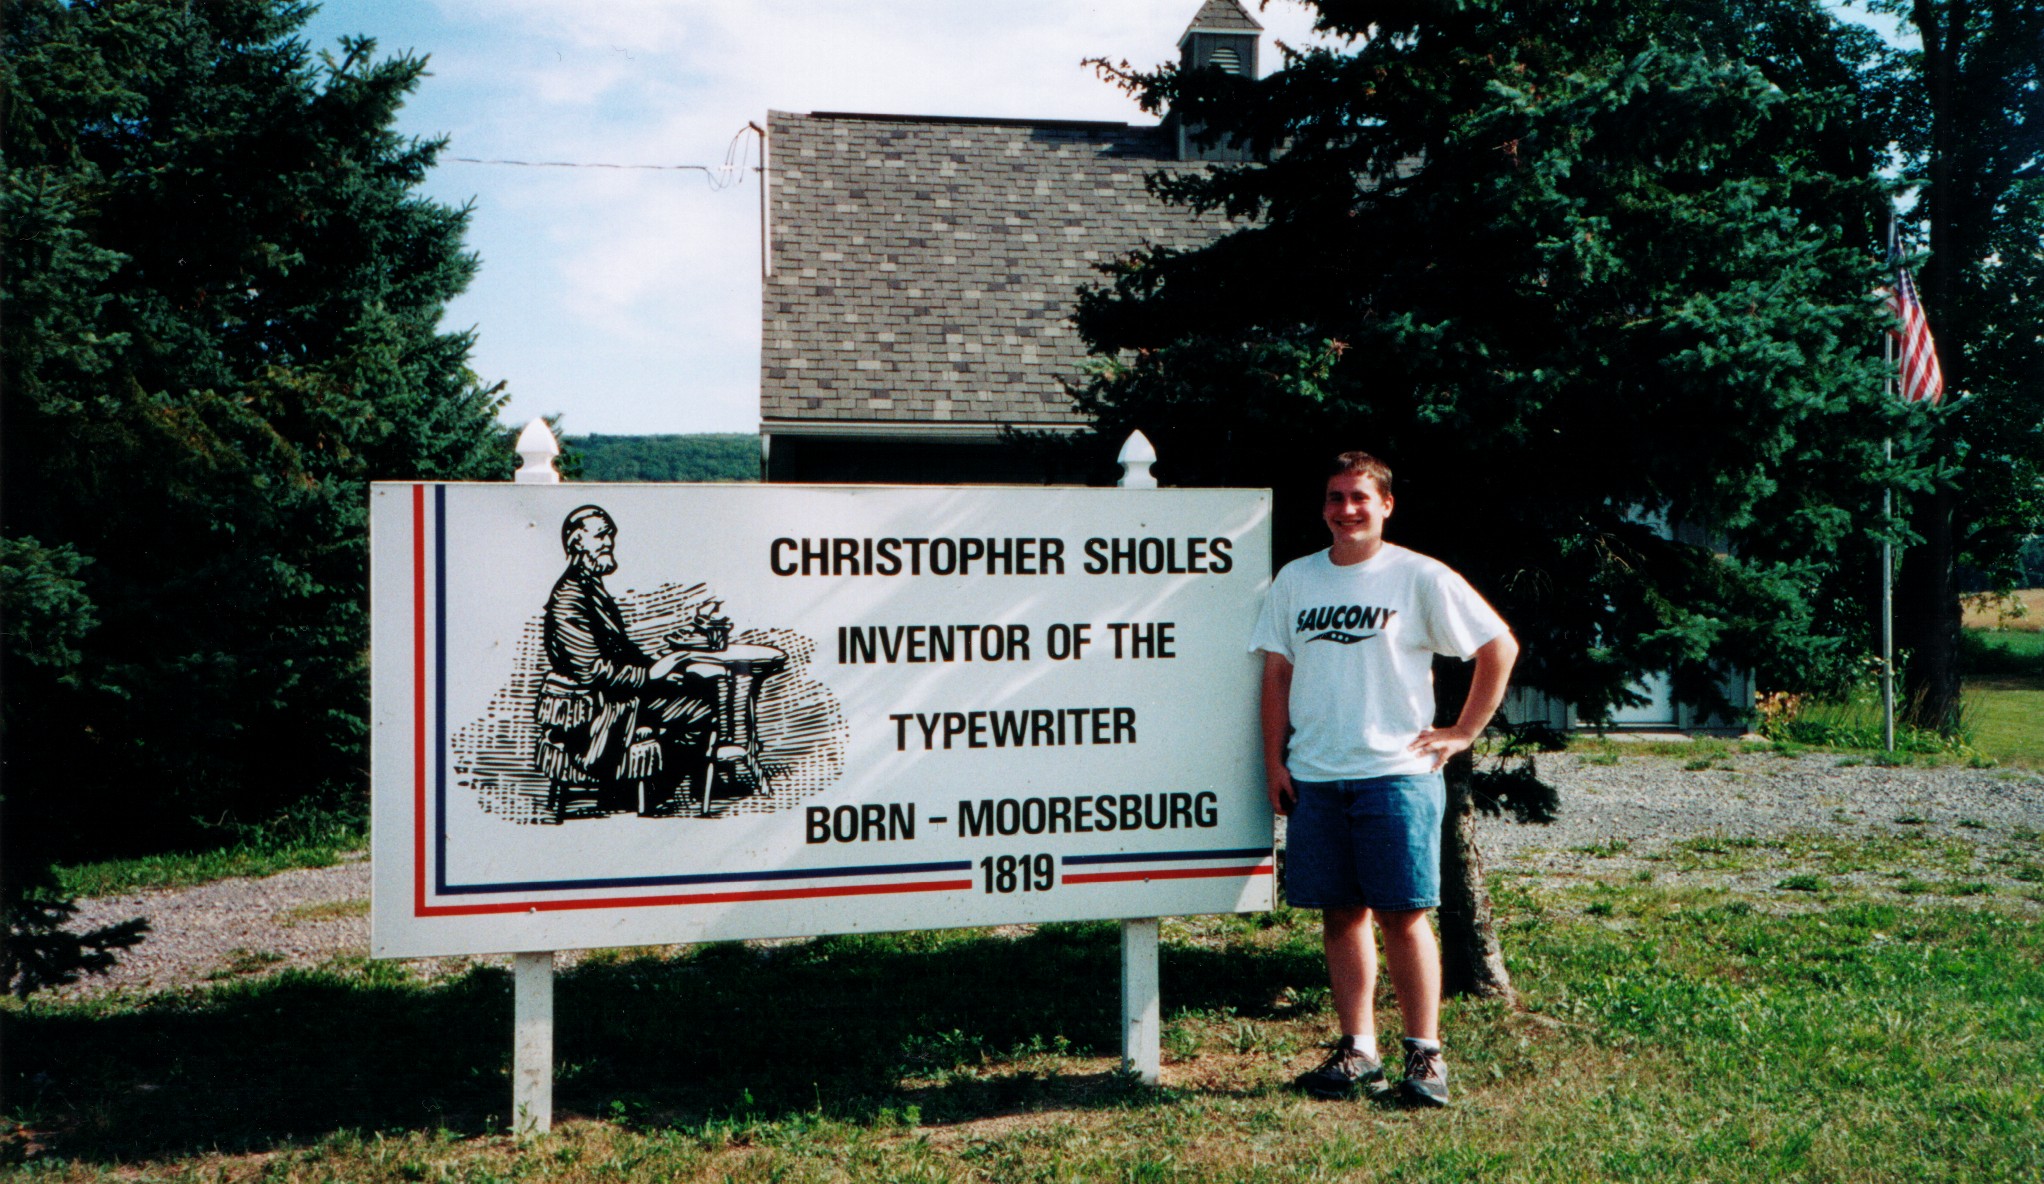 CHRISTOPHER SHOLES
INVENTOR OF THE
TYPEWRITER
BORN - MOORESBURG
1819
SAUCONY